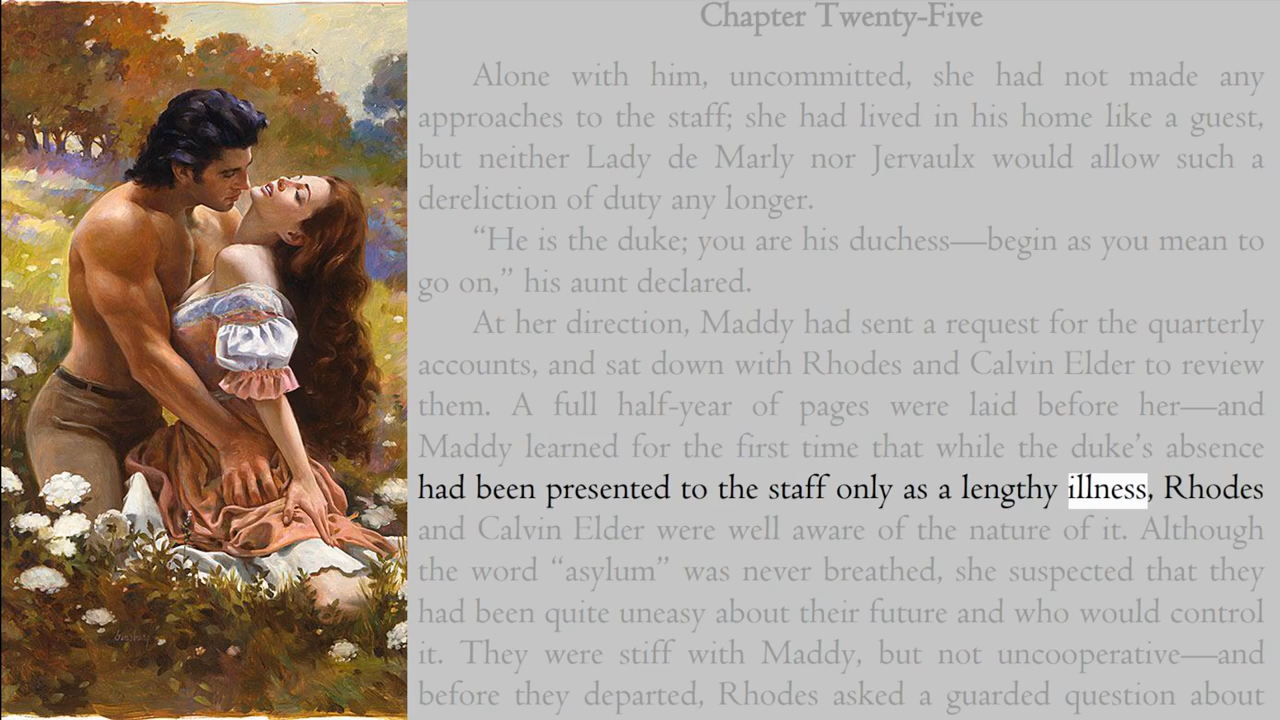 Chapter Twenty-Five
Alone with him, uncommitted, she had not made any
approaches to the staff; she had lived in his home like a guest,
but neither Lady de Marly nor Jervaulx would allow such a
dereliction of duty any longer.
“He is the duke; you are his duchess—begin as you mean to
go on,” his aunt declared.
At her direction, Maddy had sent a request for the quarterly
accounts, and sat down with Rhodes and Calvin Elder to review
them. A full half-year of pages were laid before her—and
Maddy learned for the first time that while the duke’s absence
had been presented to the staff only as a lengthy illness, Rhodes
and Calvin Elder were well aware of the nature of it. Although
the word “asylum” was never breathed, she suspected that they
had been quite uneasy about their future and who would control
it. They were stiff with Maddy, but not uncooperative—and
before they departed, Rhodes asked a guarded question about